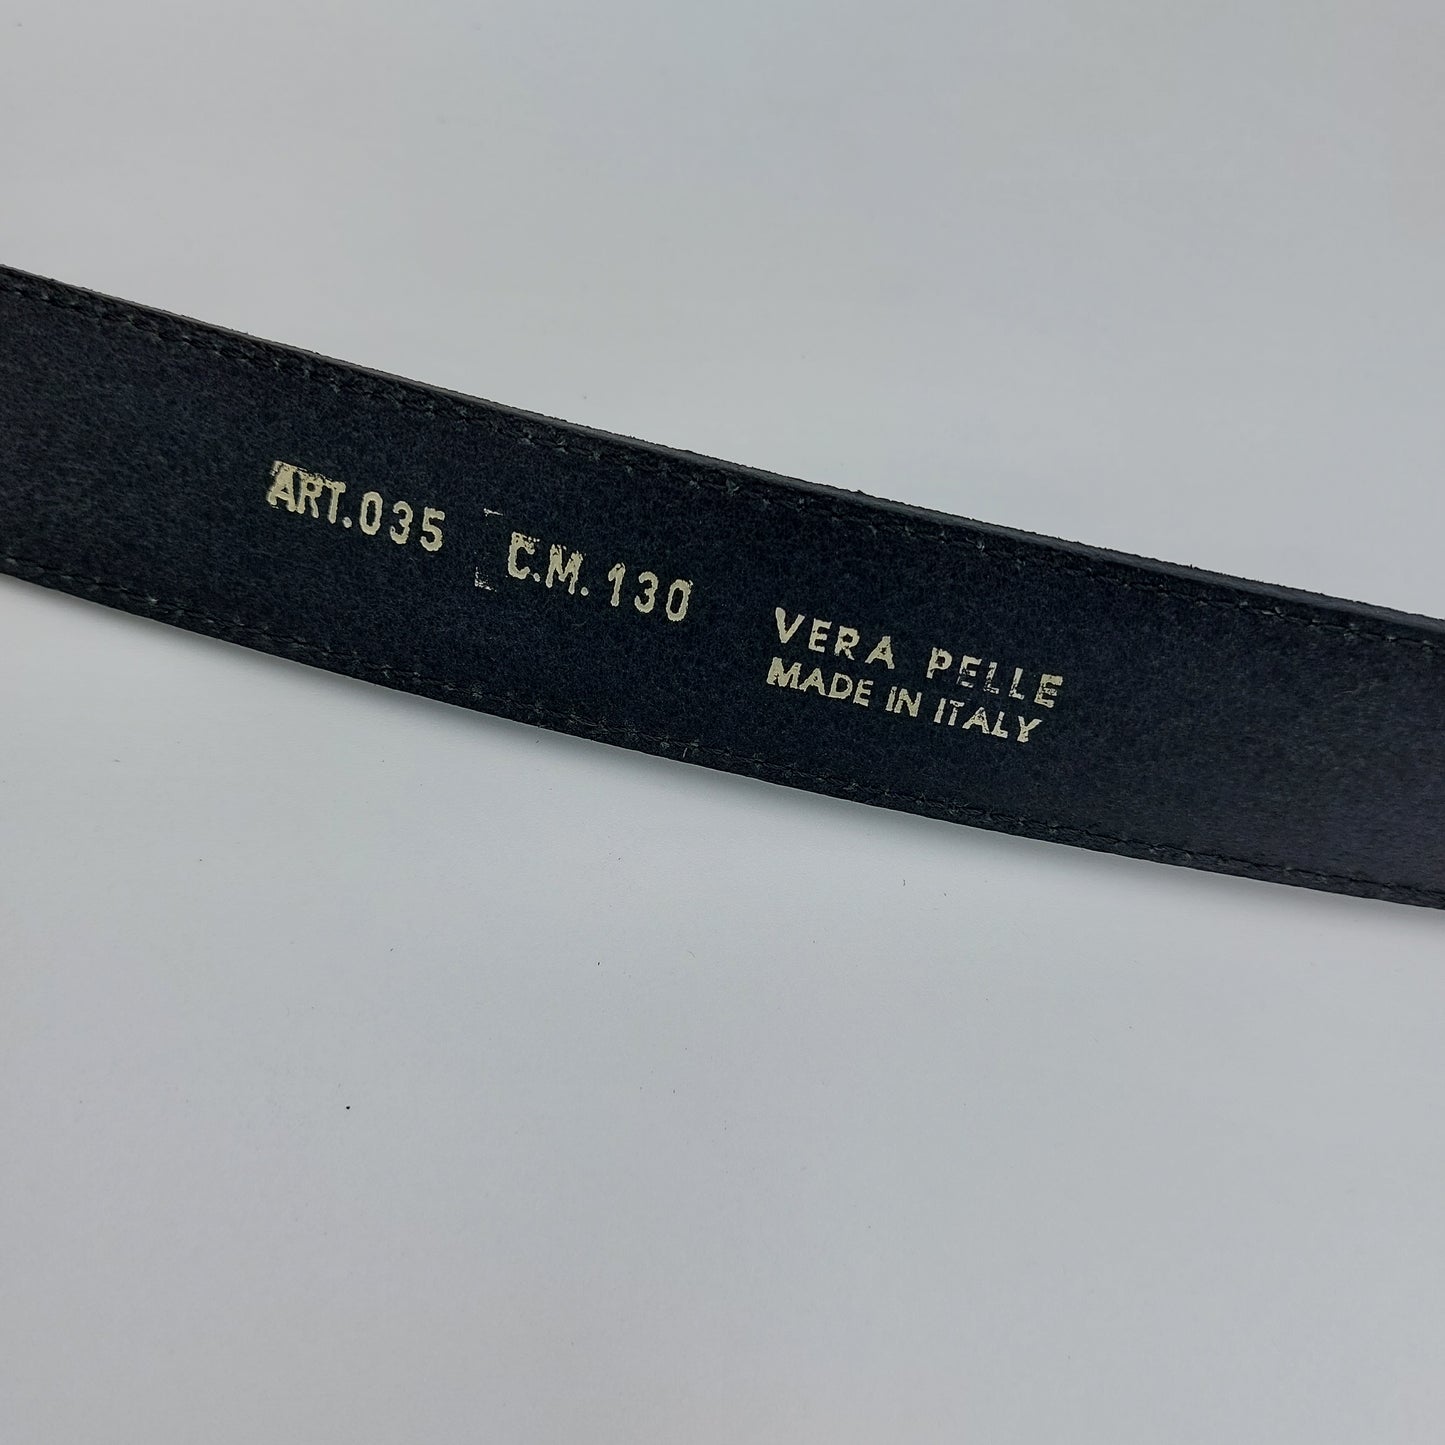 ART.035 C.M.130
VERA PELLE
MADE IN ITALY